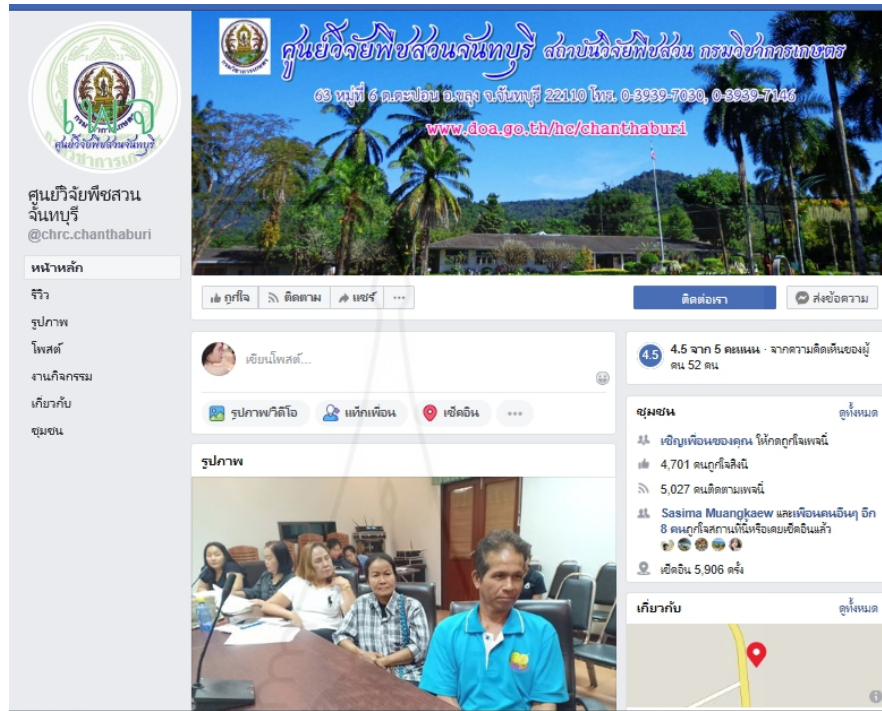 ศูนย์วิจัยพืชสวนจันทบุรี สถาบันวิจัยพืชสวน กรมวิชาการเกษตร
63 หมู่ที่ 6 ต.ตะปอน อ.ขลุง จ.จันทบุรี 22110 โทร. 0-3939-7030, 0-3939-7146
www.doa.go.th/hc/chanthaburi
ศูนย์วิจัยพืชสวนจันทบุรี
ศูนย์วิจัยพืชสวน
จันทบุรี
@chrc.chanthaburi
หน้าหลัก
รีวิว
รูปภาพ
โพสต์
งานกิจกรรม
เกี่ยวกับ
ชุมชน
ถูกใจ ติดตาม แชร์ ...
ติดต่อเรา ส่งข้อความ
เขียนโพสต์...
รูปภาพ/วิดีโอ แท็กเพื่อน เช็คอิน ...
รูปภาพ
4.5 4.5 จาก 5 คะแนน · จากความคิดเห็นของผู้
คน 52 คน
ชุมชน ดูทั้งหมด
เชิญเพื่อนของคุณ ให้กดถูกใจเพจนี้
4,701 คนถูกใจสิ่งนี้
5,027 คนติดตามเพจนี้
Sasima Muangkaew และเพื่อนคนอื่นๆ อีก
8 คนถูกใจสถานที่นี้หรือเคยเช็คอินแล้ว
เช็คอิน 5,906 ครั้ง
เกี่ยวกับ ดูทั้งหมด